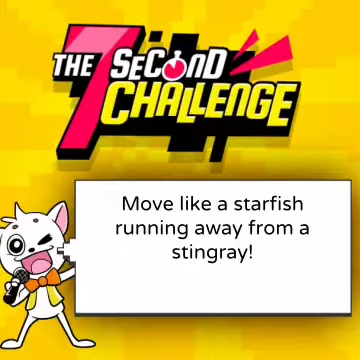 THE 7 SECOND
CHALLENGE
Move like a starfish
running away from a
stingray!